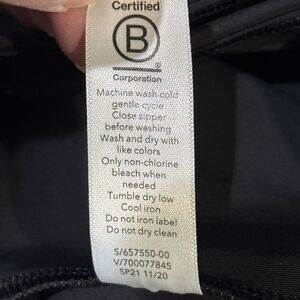 Certified
B
®
Corporation
Machine wash cold
gentle cycle
Close zipper
before washing
Wash and dry with
like colors
Only non-chlorine
bleach when
needed
Tumble dry low
Cool iron
Do not iron label
Do not dry clean
S/657550-00
V/700077845
SP21 11/20